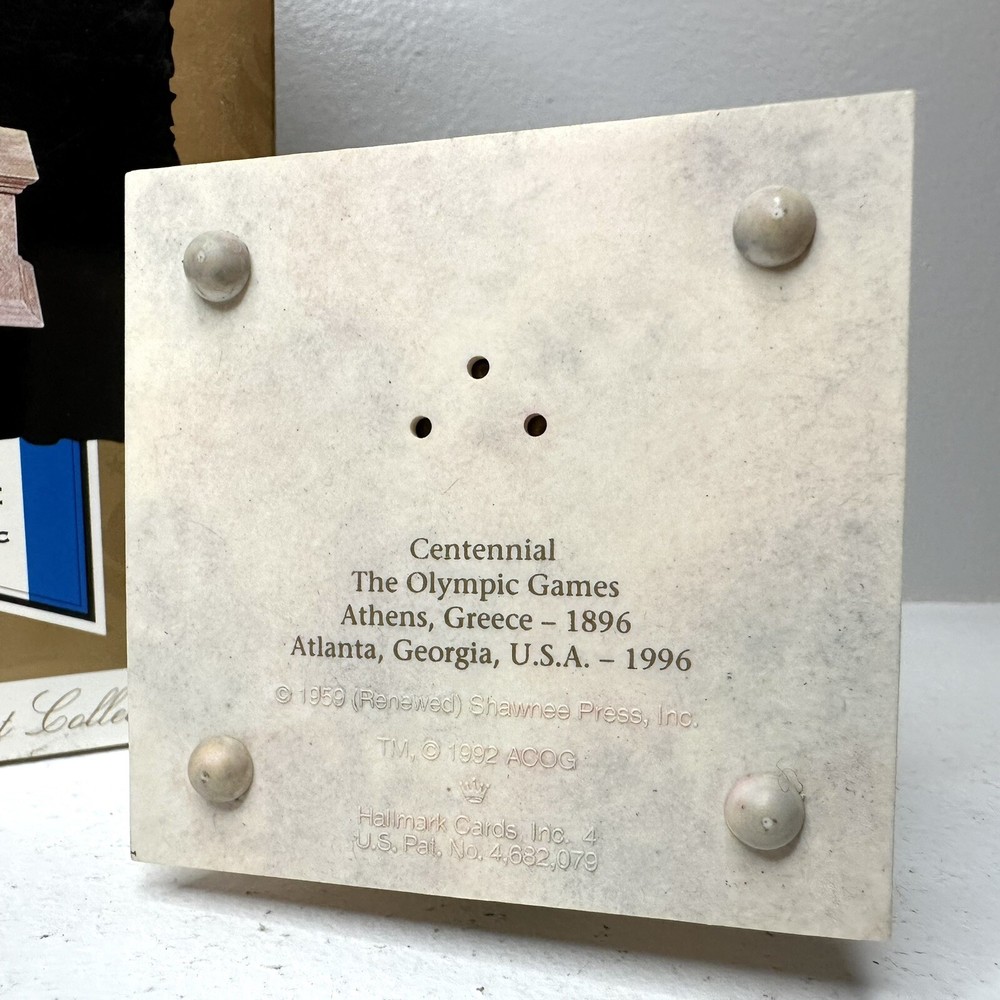 Centennial
The Olympic Games
Athens, Greece – 1896
Atlanta, Georgia, U.S.A. – 1996
© 1959 (Renewed) Shawnee Press, Inc.
TM, © 1992 ACOG
Hallmark Cards, Inc. 4
U.S. Pat. No. 4,682,079